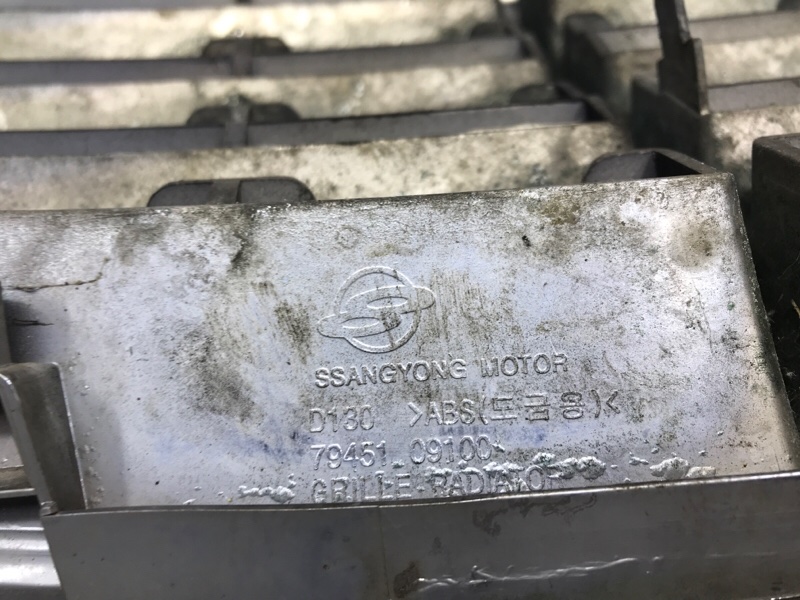 SSANGYONG MOTOR
D130 >ABS(도금용)<
79451 09100
GRILLE-RADIATOR